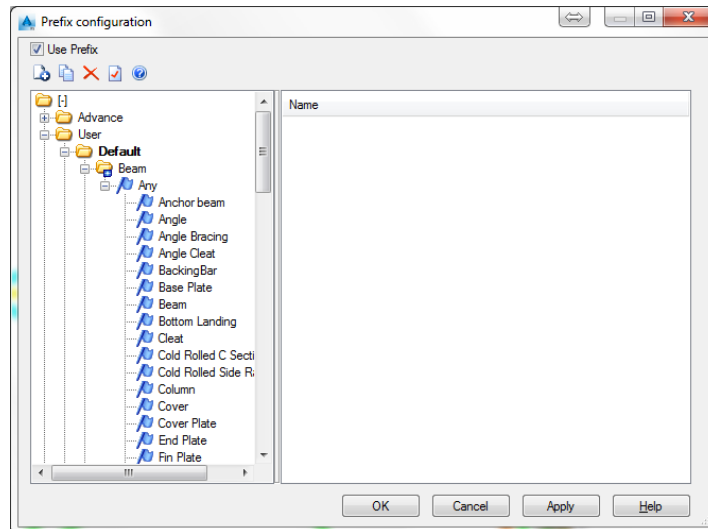 Prefix configuration
Use Prefix
[-]
Advance
User
Default
Beam
Any
Anchor beam
Angle
Angle Bracing
Angle Cleat
BackingBar
Base Plate
Beam
Bottom Landing
Cleat
Cold Rolled C Secti
Cold Rolled Side Ra
Column
Cover
Cover Plate
End Plate
Fin Plate
Name
OK
Cancel
Apply
Help